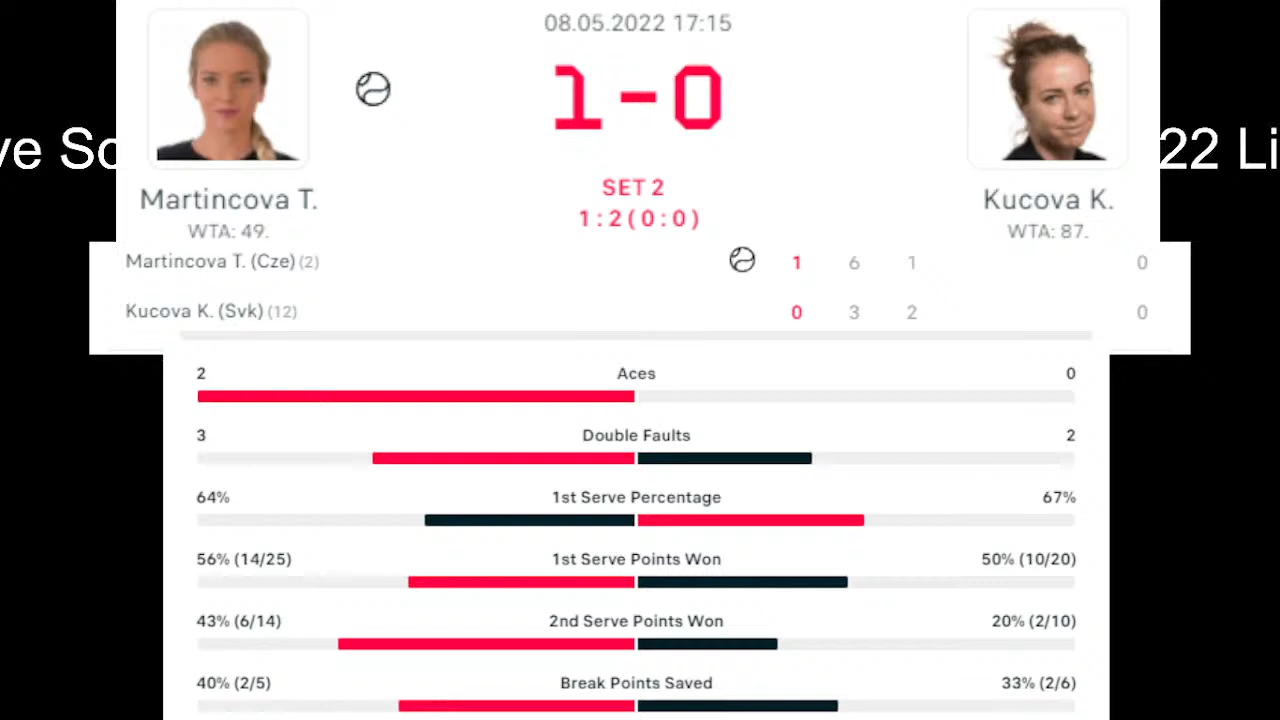 08.05.2022 17:15
1-0
ve Sc
22 Li
SET 2
1 : 2 ( 0 : 0 )
Martincova T.
WTA: 49.
Kucova K.
WTA: 87.
Martincova T. (Cze) (2) 1 6 1 0
Kucova K. (Svk) (12) 0 3 2 0
2 Aces 0
3 Double Faults 2
64% 1st Serve Percentage 67%
56% (14/25) 1st Serve Points Won 50% (10/20)
43% (6/14) 2nd Serve Points Won 20% (2/10)
40% (2/5) Break Points Saved 33% (2/6)